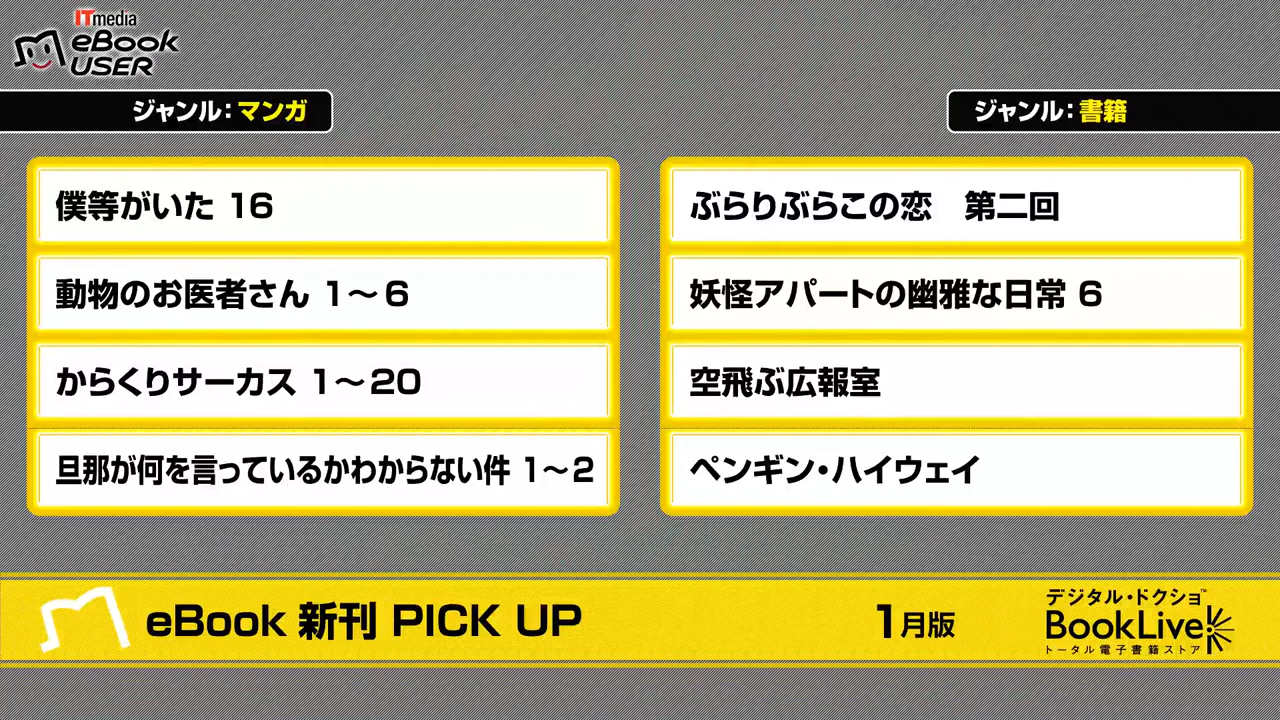 ITmedia
eBook
USER
ジャンル：マンガ
僕等がいた 16
動物のお医者さん 1～6
からくりサーカス 1～20
旦那が何を言っているかわからない件 1～2
ジャンル：書籍
ぶらりぶらこの恋　第二回
妖怪アパートの幽雅な日常 6
空飛ぶ広報室
ペンギン・ハイウェイ
eBook 新刊 PICK UP
1月版
デジタル・ドクショ™
BookLive!
トータル電子書籍ストア